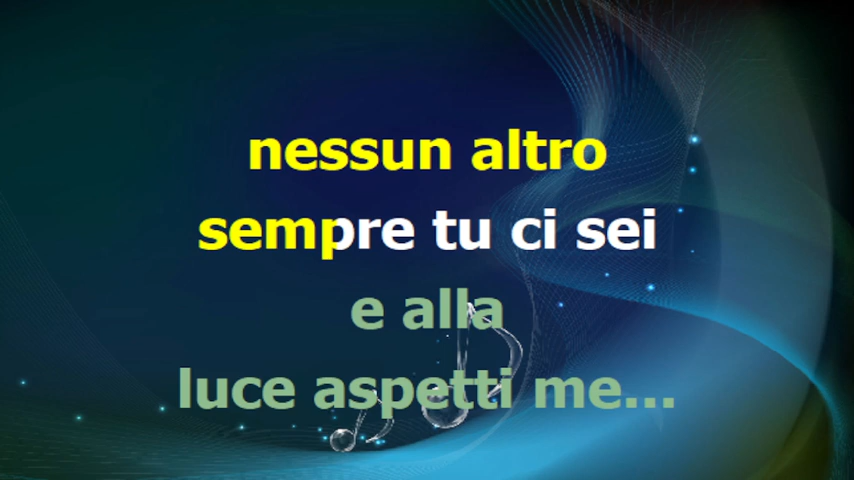 nessun altro
sempre tu ci sei
e alla
luce aspetti me...